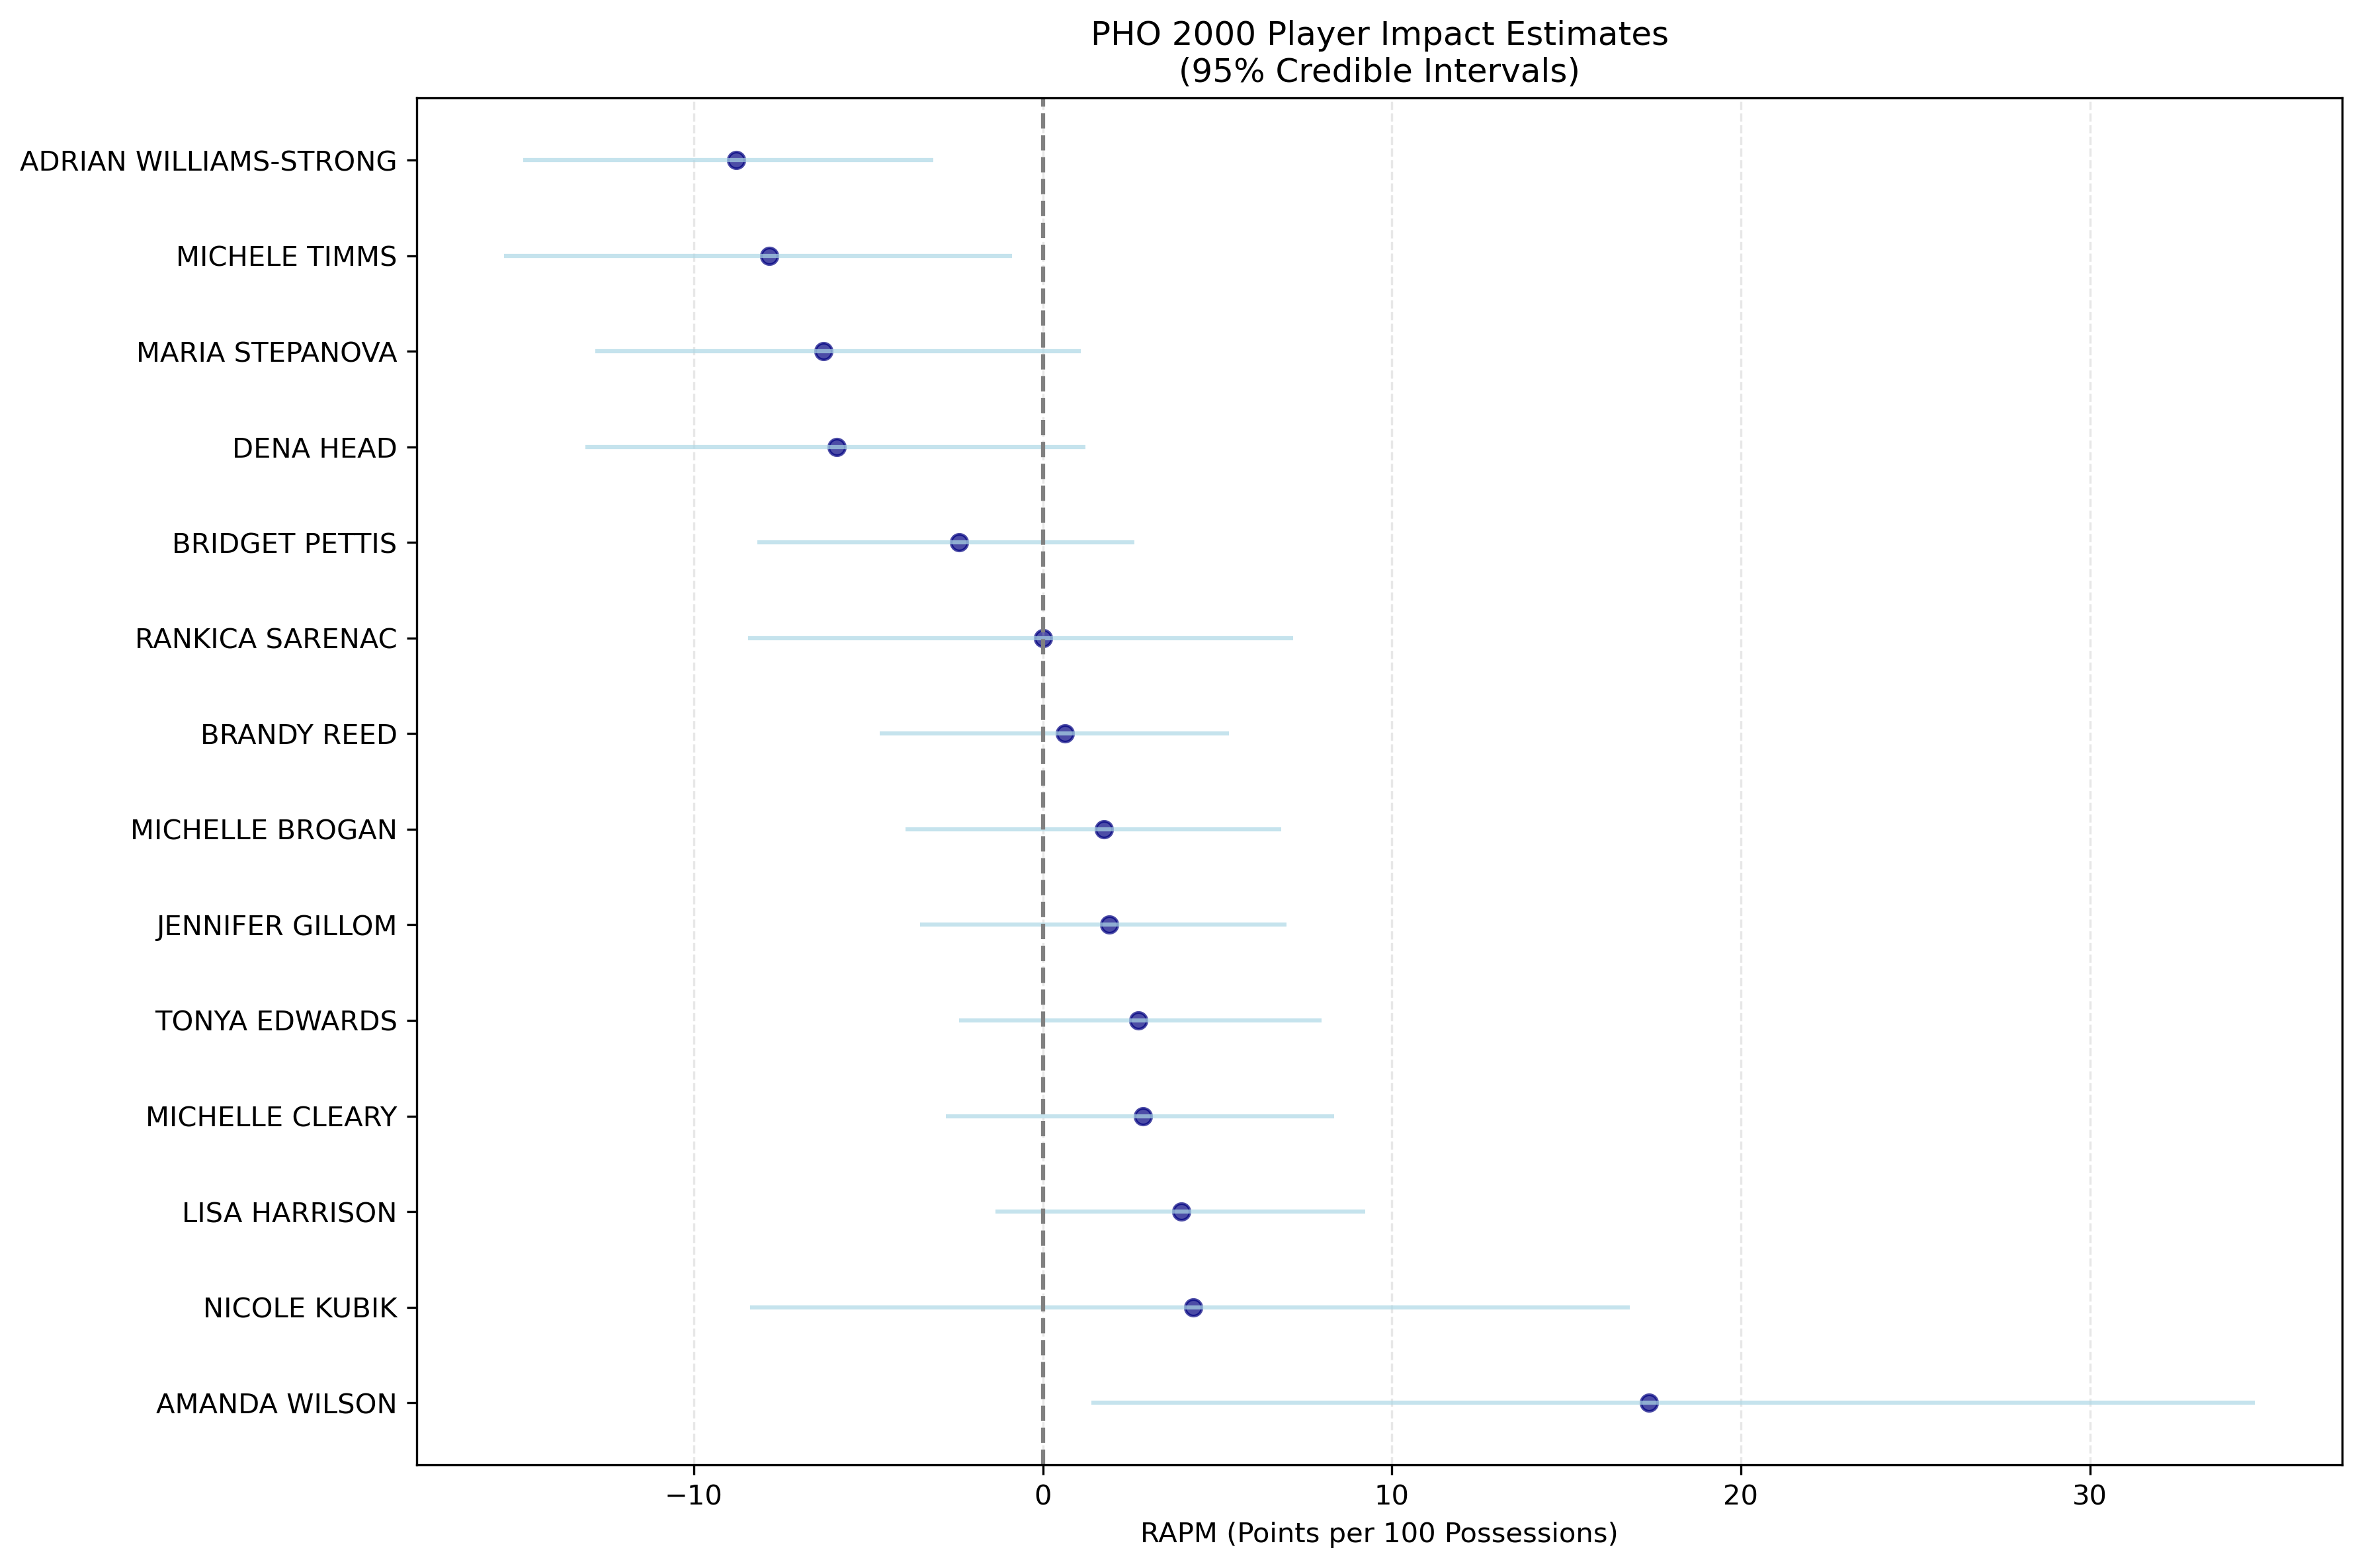 PHO 2000 Player Impact Estimates
(95% Credible Intervals)
ADRIAN WILLIAMS-STRONG
MICHELE TIMMS
MARIA STEPANOVA
DENA HEAD
BRIDGET PETTIS
RANKICA SARENAC
BRANDY REED
MICHELLE BROGAN
JENNIFER GILLOM
TONYA EDWARDS
MICHELLE CLEARY
LISA HARRISON
NICOLE KUBIK
AMANDA WILSON
−10 0 10 20 30
RAPM (Points per 100 Possessions)